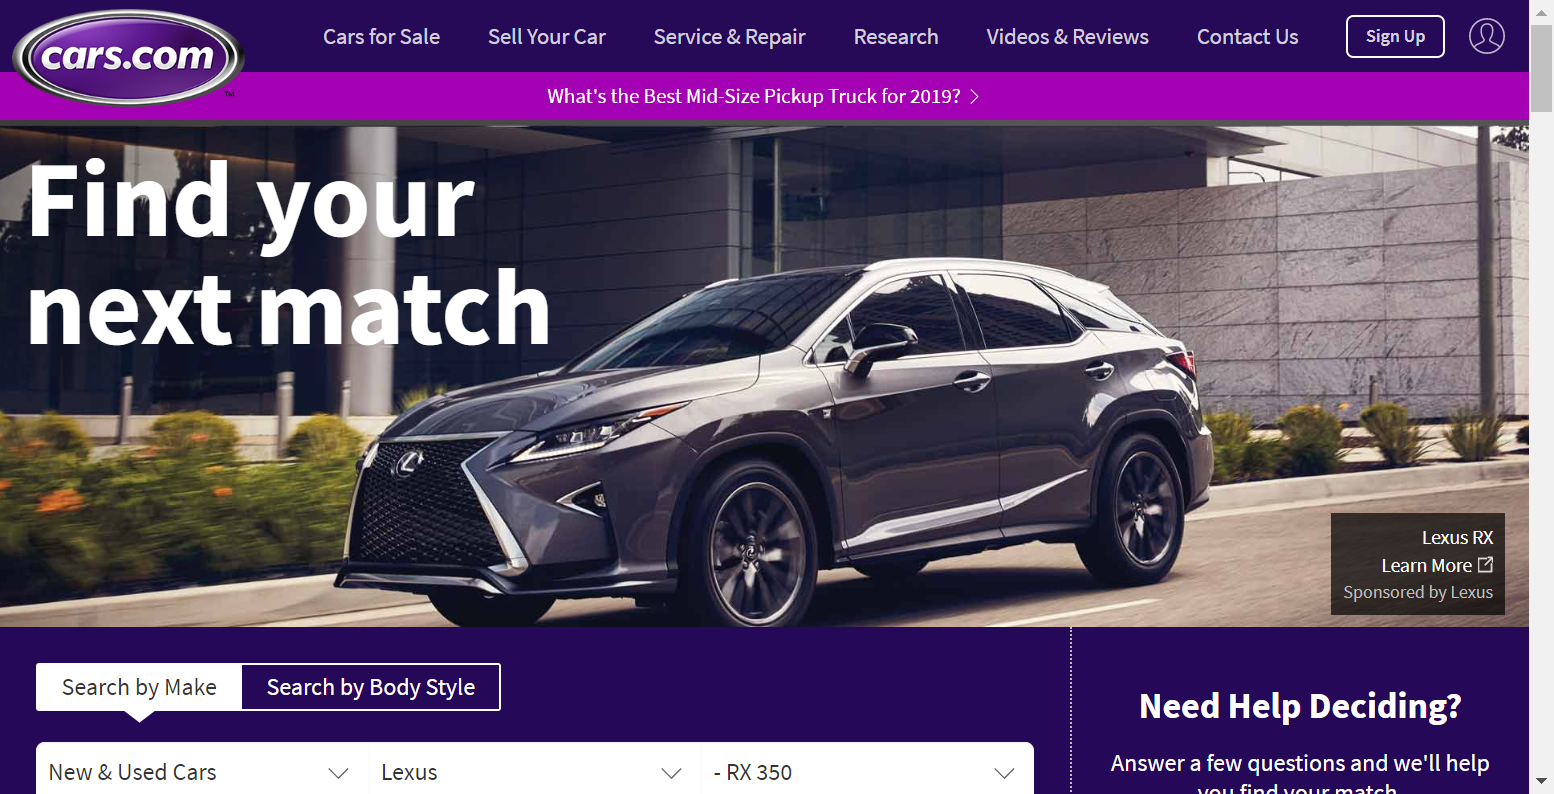 cars.com
TM
Cars for Sale
Sell Your Car
Service & Repair
Research
Videos & Reviews
Contact Us
Sign Up
What's the Best Mid-Size Pickup Truck for 2019?
Find your
next match
Lexus RX
Learn More
Sponsored by Lexus
Search by Make
Search by Body Style
New & Used Cars
Lexus
- RX 350
Need Help Deciding?
Answer a few questions and we'll help
you find your match